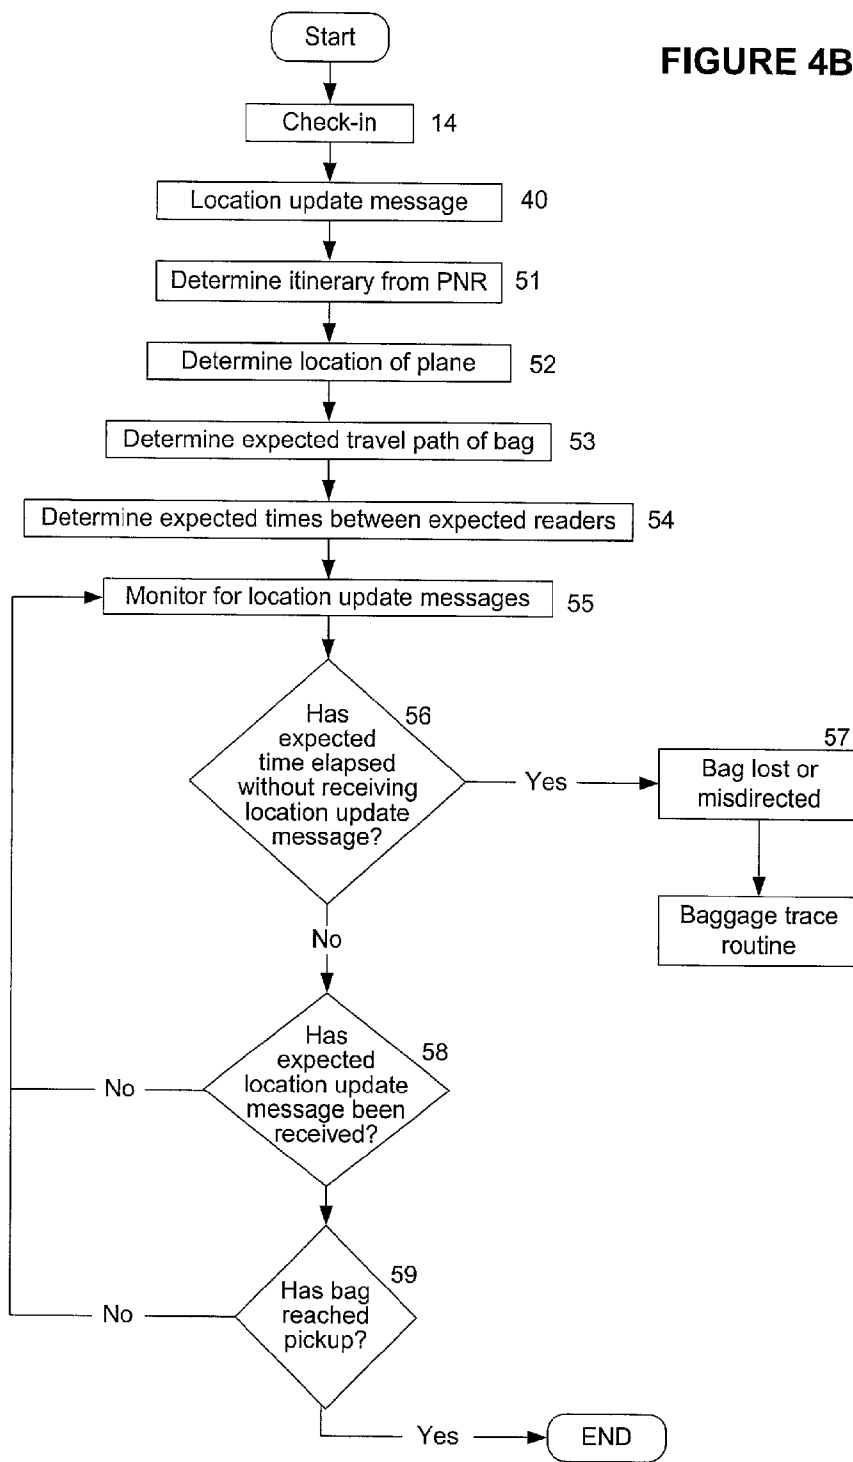 Start
FIGURE 4B
Check-in 14
Location update message 40
Determine itinerary from PNR 51
Determine location of plane 52
Determine expected travel path of bag 53
Determine expected times between expected readers 54
Monitor for location update messages 55
Has
expected
time elapsed
without receiving
location update
message?
56
Yes
57
Bag lost or
misdirected
Baggage trace
routine
No
Has
expected
location update
message been
received?
58
No
Has bag
reached
pickup?
59
No
Yes
END